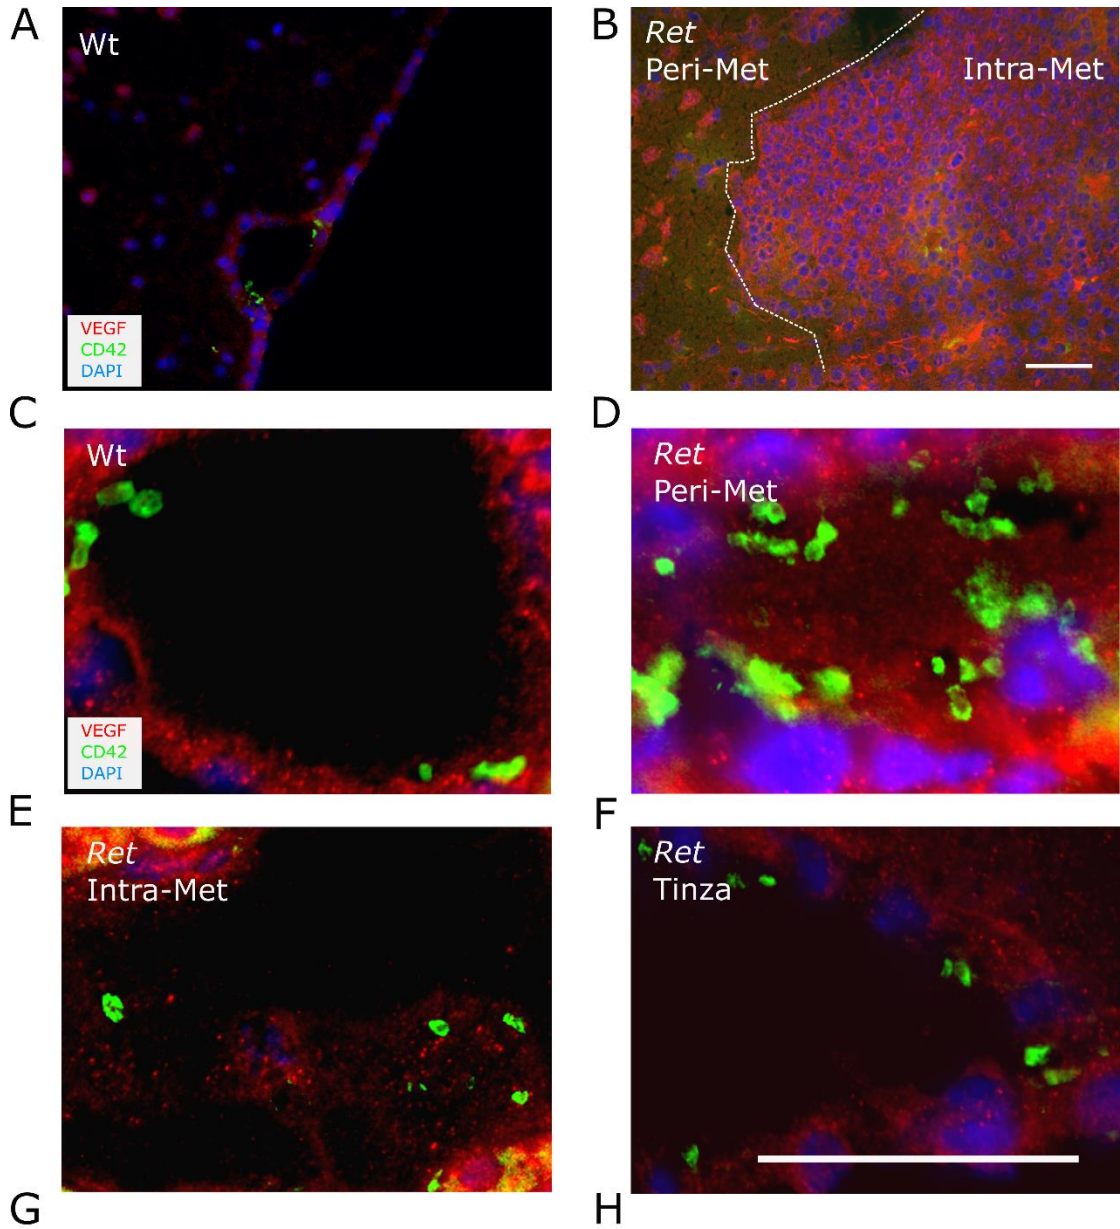 A
Wt
VEGF
CD42
DAPI
B
Ret
Peri-Met
Intra-Met
C
Wt
VEGF
CD42
DAPI
D
Ret
Peri-Met
E
Ret
Intra-Met
F
Ret
Tinza
G
H